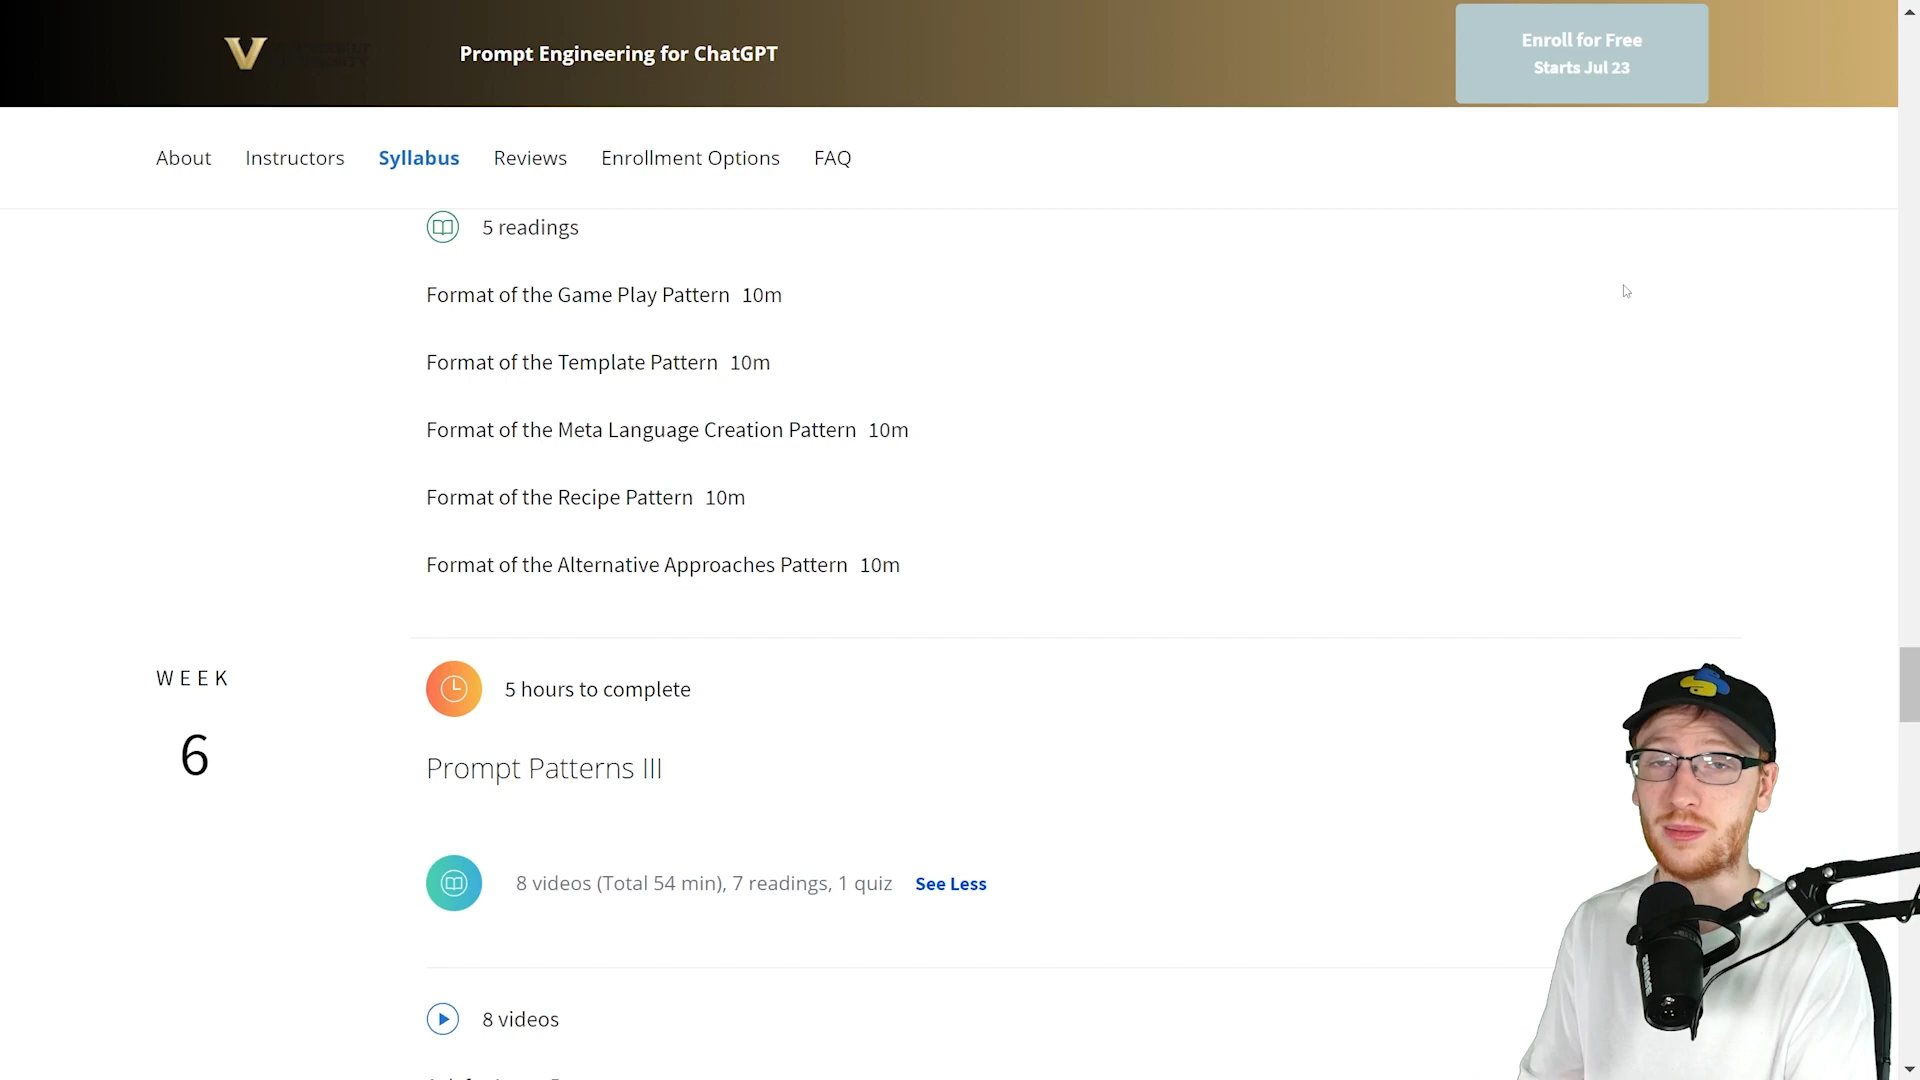 V
Prompt Engineering for ChatGPT
Enroll for Free
Starts Jul 23
About Instructors Syllabus Reviews Enrollment Options FAQ
5 readings
Format of the Game Play Pattern 10m
Format of the Template Pattern 10m
Format of the Meta Language Creation Pattern 10m
Format of the Recipe Pattern 10m
Format of the Alternative Approaches Pattern 10m
WEEK
6
5 hours to complete
Prompt Patterns III
8 videos (Total 54 min), 7 readings, 1 quiz See Less
8 videos
SHURE